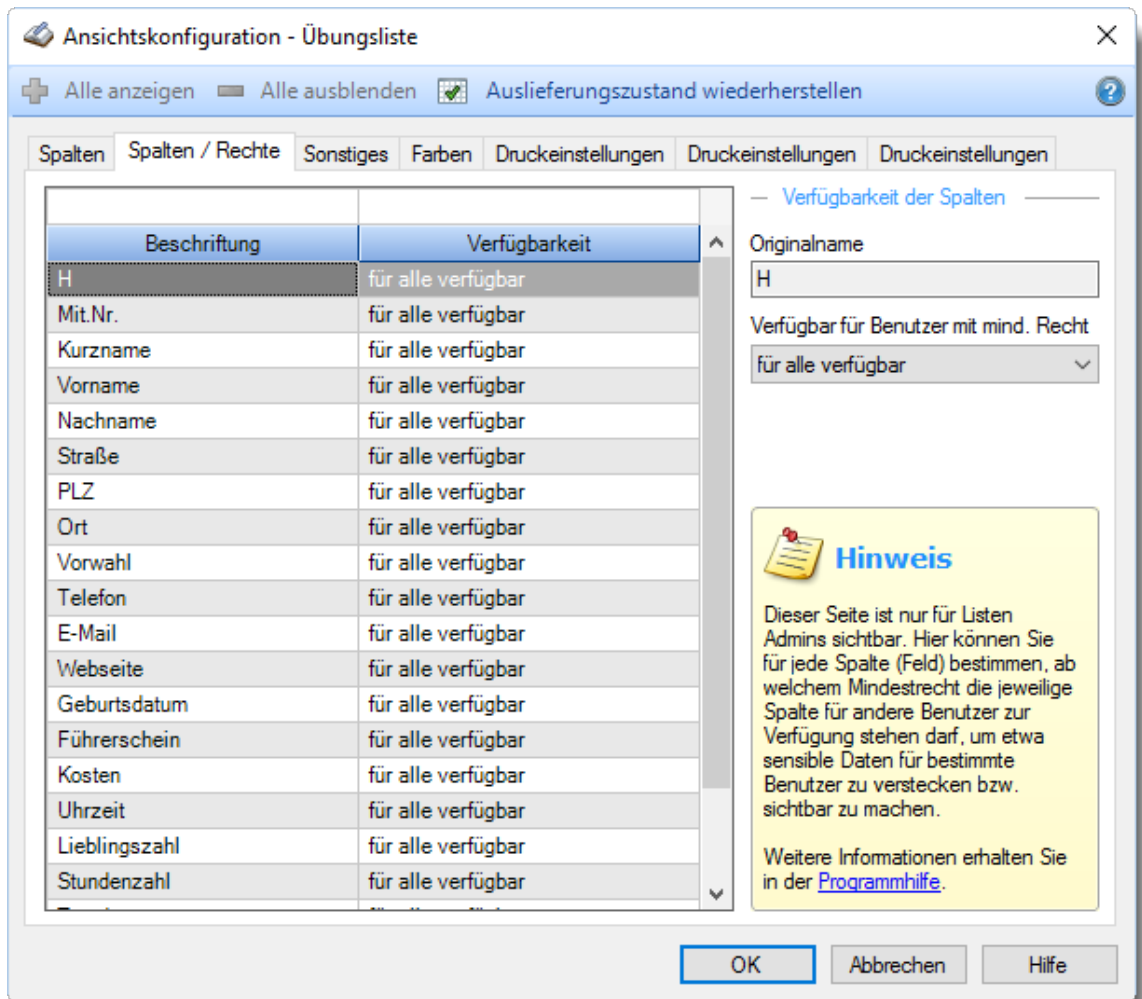 Ansichtskonfiguration - Übungsliste
Alle anzeigen Alle ausblenden Auslieferungszustand wiederherstellen
Spalten Spalten / Rechte Sonstiges Farben Druckeinstellungen Druckeinstellungen Druckeinstellungen
Beschriftung Verfügbarkeit
H für alle verfügbar
Mit.Nr. für alle verfügbar
Kurzname für alle verfügbar
Vorname für alle verfügbar
Nachname für alle verfügbar
Straße für alle verfügbar
PLZ für alle verfügbar
Ort für alle verfügbar
Vorwahl für alle verfügbar
Telefon für alle verfügbar
E-Mail für alle verfügbar
Webseite für alle verfügbar
Geburtsdatum für alle verfügbar
Führerschein für alle verfügbar
Kosten für alle verfügbar
Uhrzeit für alle verfügbar
Lieblingszahl für alle verfügbar
Stundenzahl für alle verfügbar
Verfügbarkeit der Spalten
Originalname
H
Verfügbar für Benutzer mit mind. Recht
für alle verfügbar
Hinweis
Dieser Seite ist nur für Listen
Admins sichtbar. Hier können Sie
für jede Spalte (Feld) bestimmen, ab
welchem Mindestrecht die jeweilige
Spalte für andere Benutzer zur
Verfügung stehen darf, um etwa
sensible Daten für bestimmte
Benutzer zu verstecken bzw.
sichtbar zu machen.
Weitere Informationen erhalten Sie
in der Programmhilfe.
OK Abbrechen Hilfe